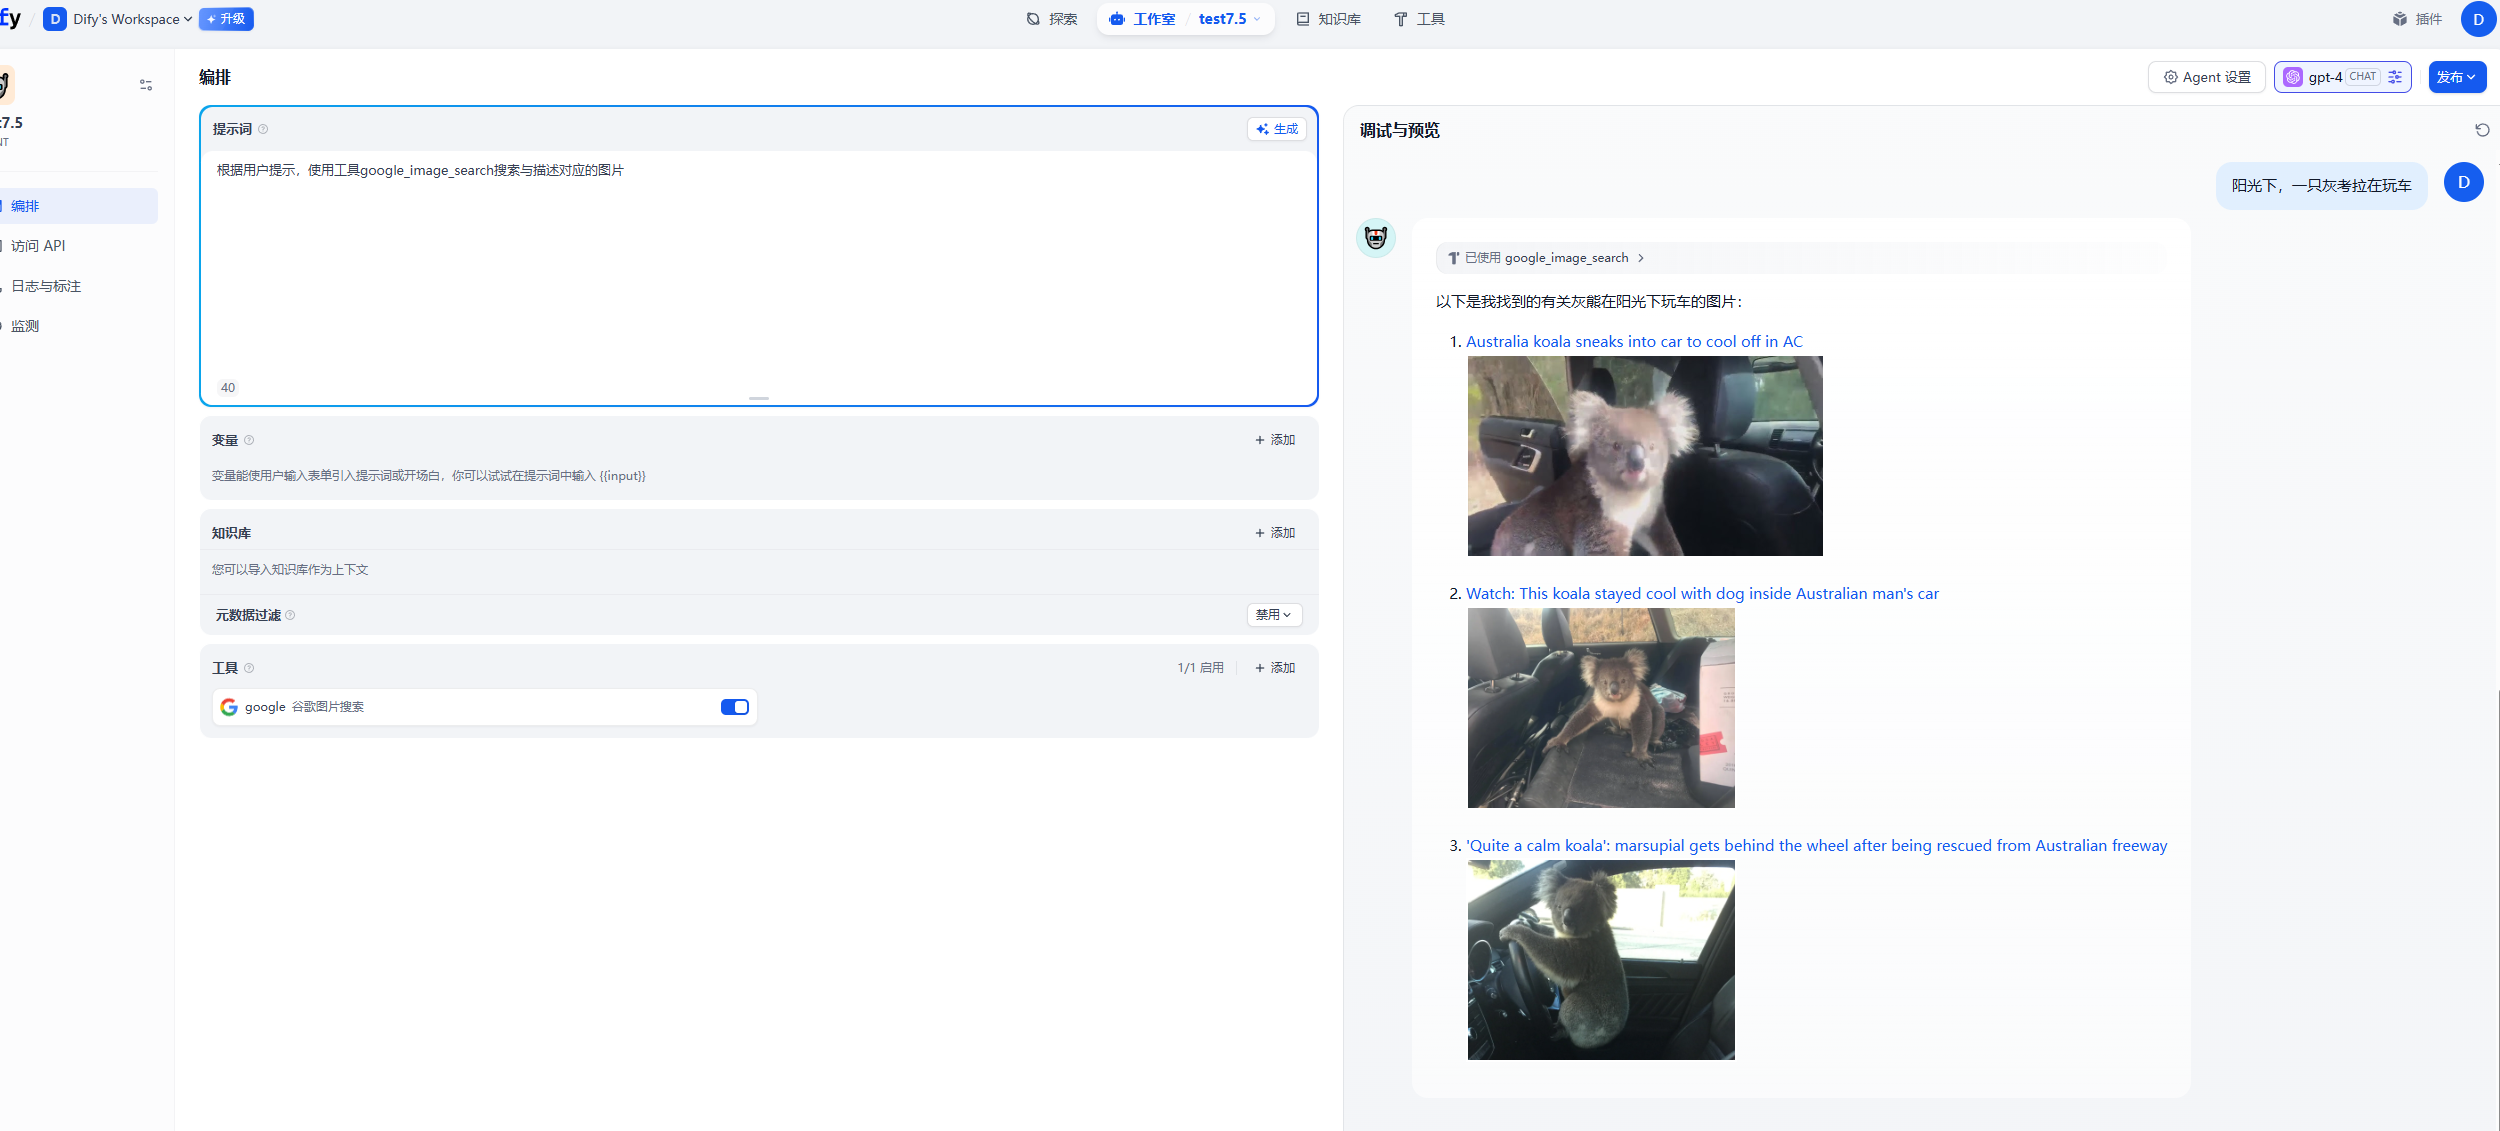 fy / D Dify's Workspace 升级
探索 工作室 / test7.5 知识库 工具
插件 D
7.5
NT
编排
访问 API
日志与标注
监测
编排
Agent 设置 gpt-4 CHAT 发布
提示词 生成
根据用户提示，使用工具google_image_search搜索与描述对应的图片
40
变量 + 添加
变量能使用户输入表单引入提示词或开场白，你可以试试在提示词中输入 {{input}}
知识库 + 添加
您可以导入知识库作为上下文
元数据过滤 禁用
工具 1/1 启用 + 添加
google 谷歌图片搜索
调试与预览
阳光下，一只灰考拉在玩车 D
已使用 google_image_search
以下是我找到的有关灰熊在阳光下玩车的图片：
1. Australia koala sneaks into car to cool off in AC
2. Watch: This koala stayed cool with dog inside Australian man's car
3. 'Quite a calm koala': marsupial gets behind the wheel after being rescued from Australian freeway